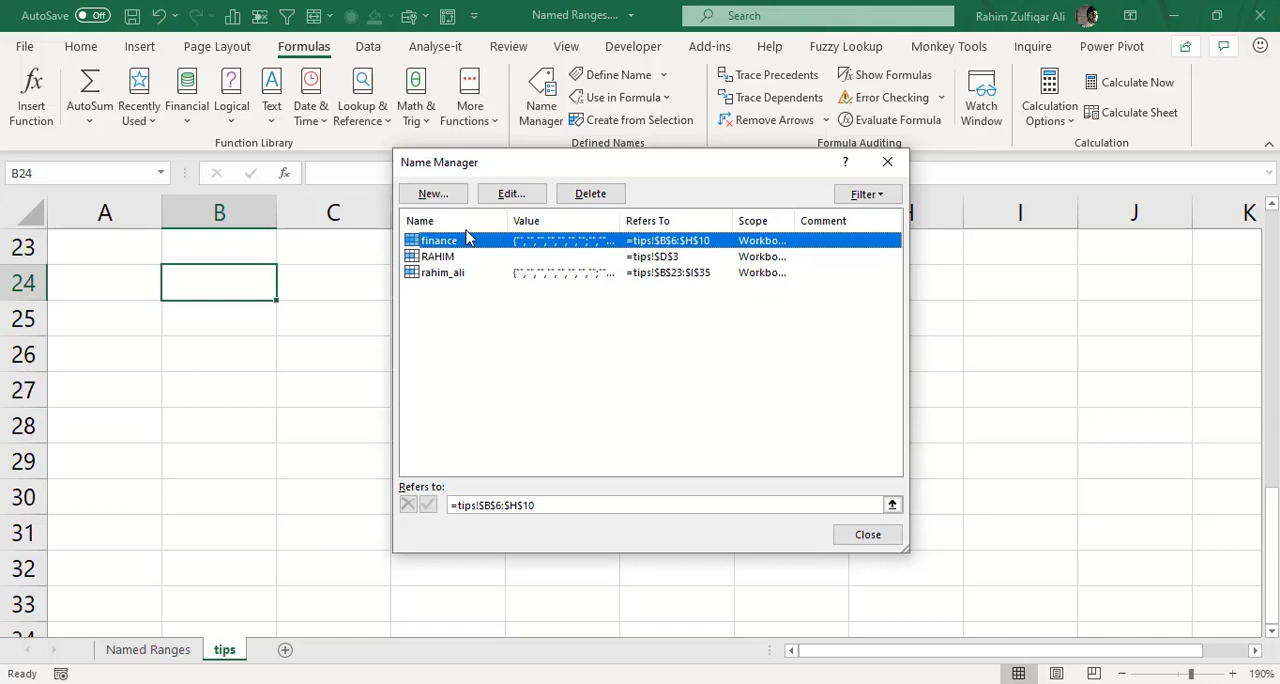 AutoSave Off Named Ranges.... Search Rahim Zulfiqar Ali
File Home Insert Page Layout Formulas Data Analyse-it Review View Developer Add-ins Help Fuzzy Lookup Monkey Tools Inquire Power Pivot
Insert Function
AutoSum
Recently Used
Financial
Logical
Text
Date & Time
Lookup & Reference
Math & Trig
More Functions
Function Library
Name Manager
Define Name
Use in Formula
Create from Selection
Defined Names
Trace Precedents
Trace Dependents
Remove Arrows
Show Formulas
Error Checking
Evaluate Formula
Formula Auditing
Watch Window
Calculation Options
Calculate Now
Calculate Sheet
Calculation
B24 fx
A B C H I J K
23
24
25
26
27
28
29
30
31
32
33
Name Manager ?
New... Edit... Delete Filter
Name Value Refers To Scope Comment
finance {"","","","","","","";"",""... =tips!$B$6:$H$10 Workbo...
RAHIM =tips!$D$3 Workbo...
rahim_ali {"","","","","","","","";""... =tips!$B$23:$I$35 Workbo...
Refers to:
=tips!$B$6:$H$10
Close
Named Ranges tips
Ready 190%